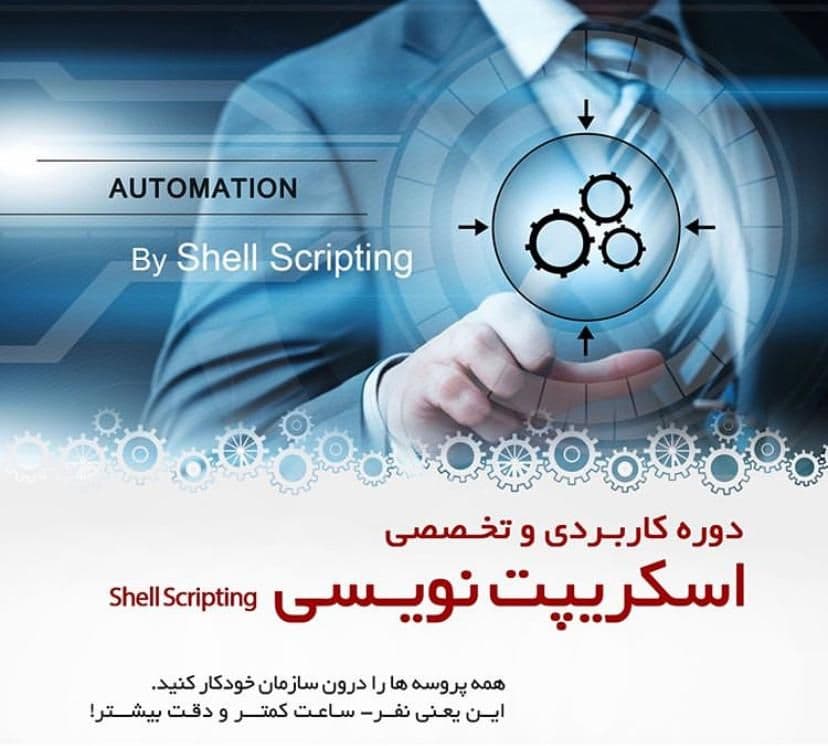 AUTOMATION
By Shell Scripting
دوره کاربردی و تخصصی
اسکریپت نویسی Shell Scripting
همه پروسه ها را درون سازمان خودکار کنید.
این یعنی نفر- ساعت کمتر و دقت بیشتر!